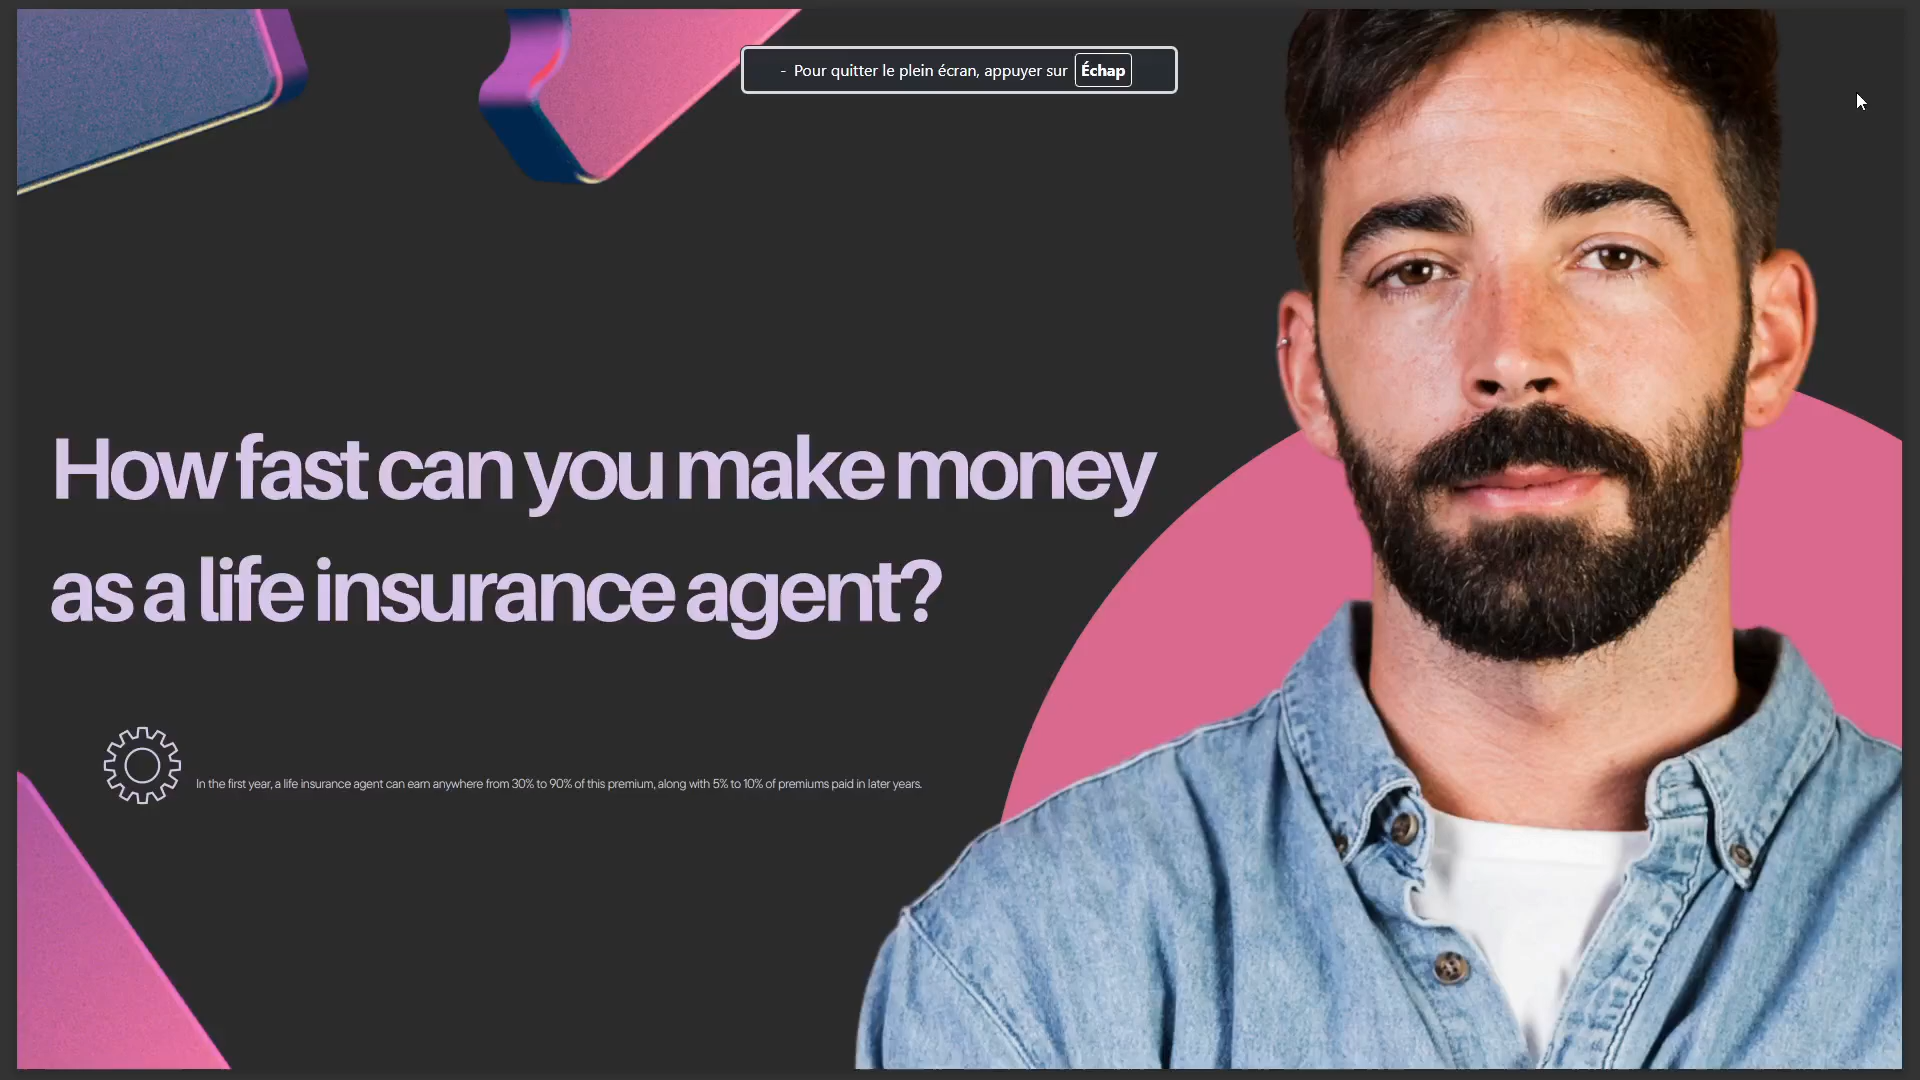 - Pour quitter le plein écran, appuyer sur Échap
How fast can you make money
as a life insurance agent?
In the first year, a life insurance agent can earn anywhere from 30% to 90% of this premium, along with 5% to 10% of premiums paid in later years.